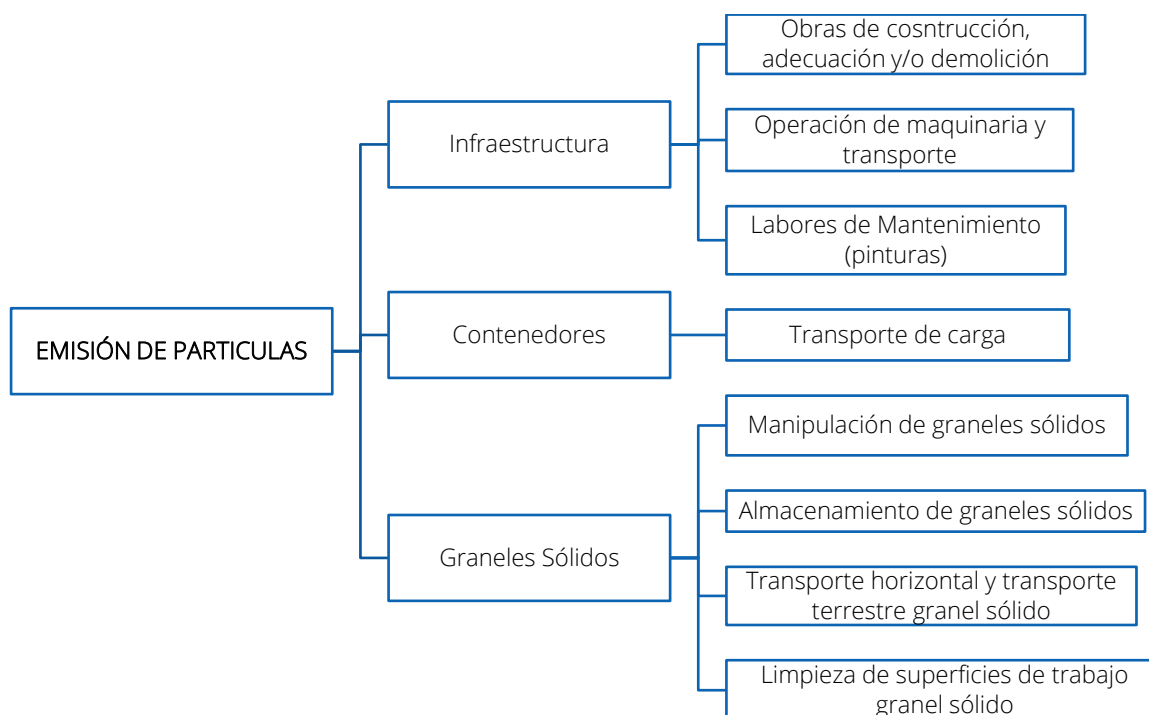 EMISIÓN DE PARTICULAS
Infraestructura
Obras de cosntrucción,
adecuación y/o demolición
Operación de maquinaria y
transporte
Labores de Mantenimiento
(pinturas)
Contenedores
Transporte de carga
Graneles Sólidos
Manipulación de graneles sólidos
Almacenamiento de graneles sólidos
Transporte horizontal y transporte
terrestre granel sólido
Limpieza de superficies de trabajo
granel sólido